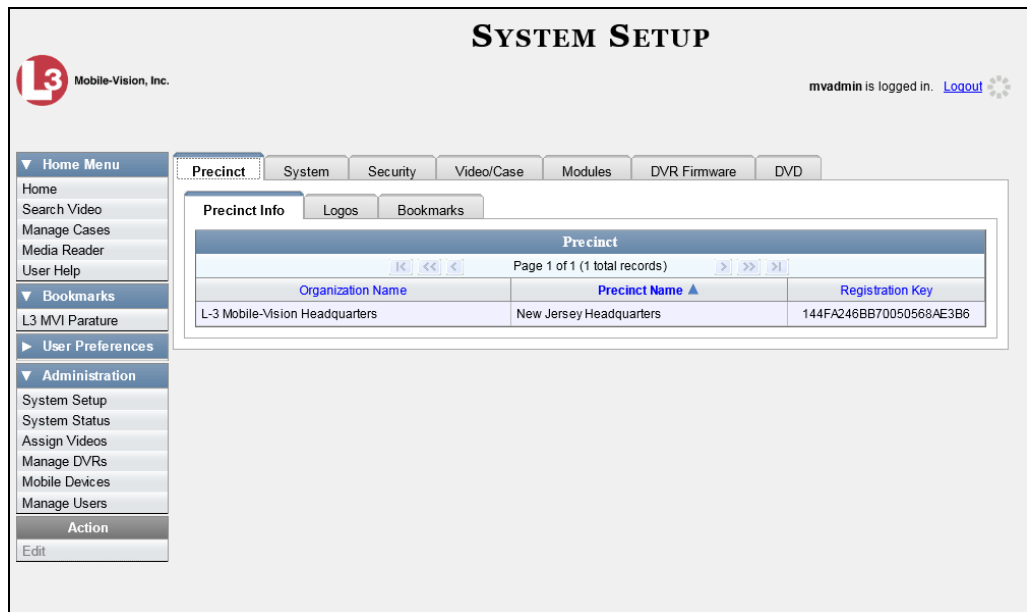 SYSTEM SETUP
L3 Mobile-Vision, Inc.
mvadmin is logged in. Logout
▼ Home Menu
Home
Search Video
Manage Cases
Media Reader
User Help
▼ Bookmarks
L3 MVI Parature
▶ User Preferences
▼ Administration
System Setup
System Status
Assign Videos
Manage DVRs
Mobile Devices
Manage Users
Action
Edit
Precinct System Security Video/Case Modules DVR Firmware DVD
Precinct Info Logos Bookmarks
Precinct
|< << < Page 1 of 1 (1 total records) > >> >|
Organization Name Precinct Name ▲ Registration Key
L-3 Mobile-Vision Headquarters New Jersey Headquarters 144FA246BB70050568AE3B6